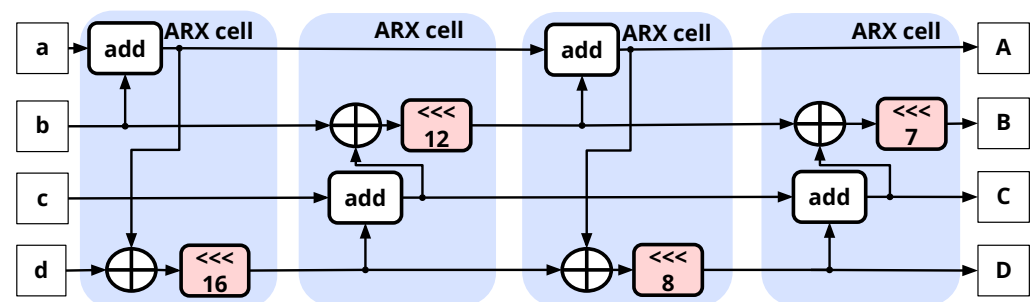 ARX cell
ARX cell
ARX cell
ARX cell
a
add
add
A
b
<<<
12
<<<
7
B
c
add
add
C
d
<<<
16
<<<
8
D